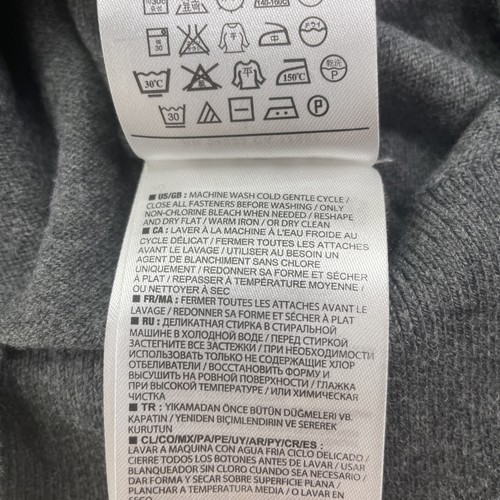 140-160℃
30
30℃
150℃
30
P
■ US/GB : MACHINE WASH COLD GENTLE CYCLE /
CLOSE ALL FASTENERS BEFORE WASHING / ONLY
NON-CHLORINE BLEACH WHEN NEEDED / RESHAPE
AND DRY FLAT / WARM IRON / OR DRY CLEAN
■ CA : LAVER À LA MACHINE À L'EAU FROIDE AU
CYCLE DÉLICAT / FERMER TOUTES LES ATTACHES
AVANT LE LAVAGE / UTILISER AU BESOIN UN
AGENT DE BLANCHIMENT SANS CHLORE
UNIQUEMENT / REDONNER SA FORME ET SÉCHER
À PLAT / REPASSER À TEMPÉRATURE MOYENNE /
OU NETTOYER À SEC
■ FR/MA : FERMER TOUTES LES ATTACHES AVANT LE
LAVAGE / REDONNER SA FORME ET SÉCHER À PLAT
■ RU : ДЕЛИКАТНАЯ СТИРКА В СТИРАЛЬНОЙ
МАШИНЕ В ХОЛОДНОЙ ВОДЕ / ПЕРЕД СТИРКОЙ
ЗАСТЕГНИТЕ ВСЕ ЗАСТЕЖКИ / ПРИ НЕОБХОДИМОСТИ
ИСПОЛЬЗОВАТЬ ТОЛЬКО НЕ СОДЕРЖАЩИЕ ХЛОР
ОТБЕЛИВАТЕЛИ / ВОССТАНОВИТЬ ФОРМУ И
ВЫСУШИТЬ НА РОВНОЙ ПОВЕРХНОСТИ / ГЛАЖКА
ПРИ ВЫСОКОЙ ТЕМПЕРАТУРЕ / ИЛИ ХИМИЧЕСКАЯ
ЧИСТКА
■ TR : YIKAMADAN ÖNCE BÜTÜN DÜĞMELERI VB.
KAPATIN / YENIDEN BIÇIMLENDIRIN VE SEREREK
KURUTUN
■ CL/CO/MX/PA/PE/UY/AR/PY/CR/ES :
LAVAR A MAQUINA CON AGUA FRIA CICLO DELICADO /
CIERRE TODOS LOS BOTONES ANTES DE LAVAR / USAR
BLANQUEADOR SIN CLORO CUANDO SEA NECESARIO /
DAR FORMA Y SECAR SOBRE SUPERFICIE PLANA /
PLANCHAR A TEMPERATURA MEDIA / O LAVAR EN